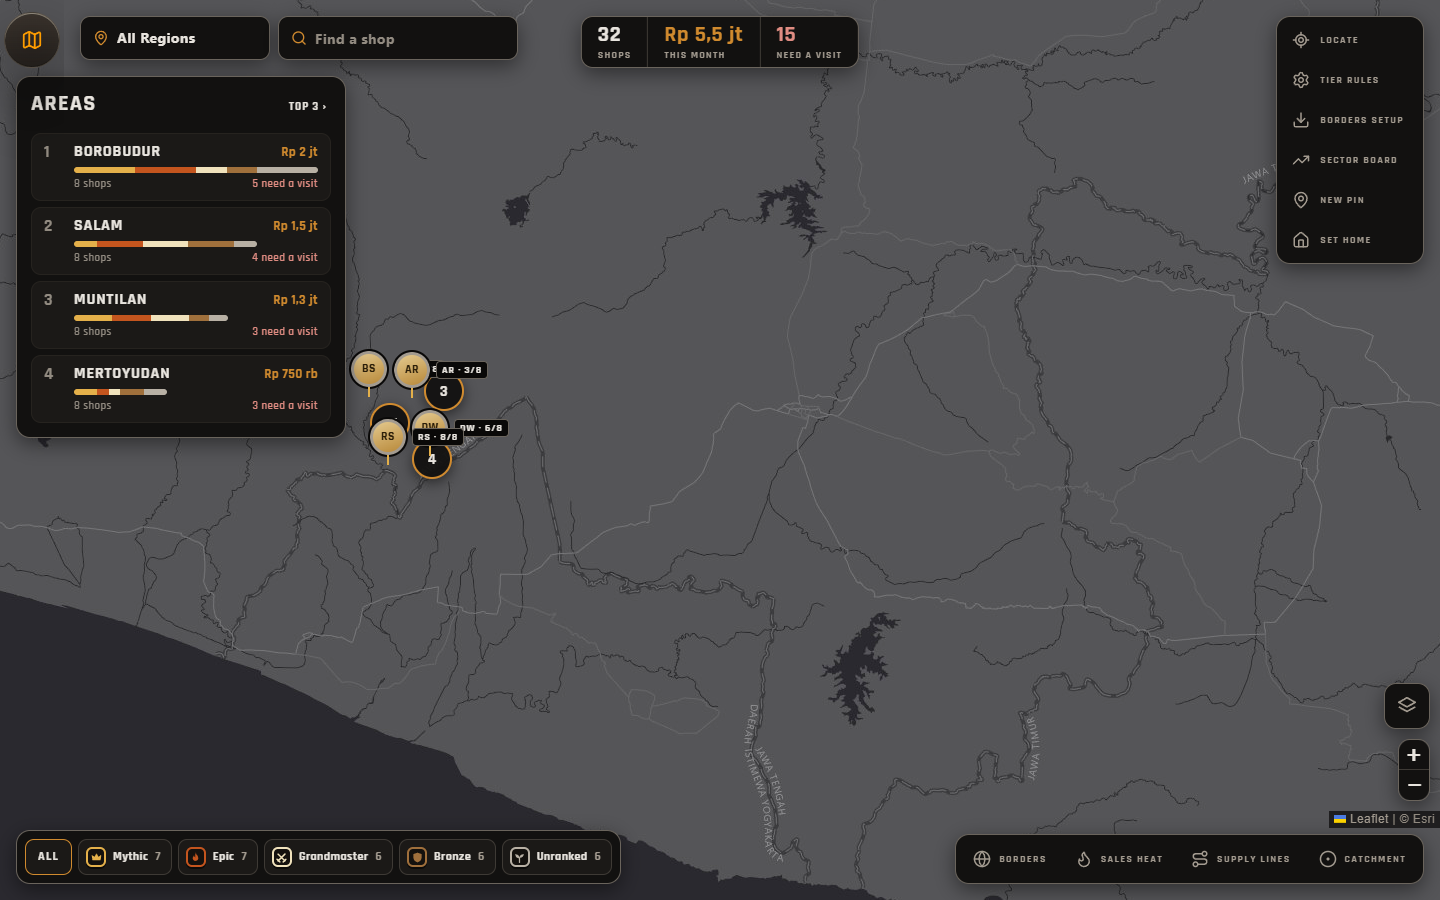 All Regions
Find a shop
32
SHOPS
Rp 5,5 jt
THIS MONTH
15
NEED A VISIT
LOCATE
TIER RULES
BORDERS SETUP
SECTOR BOARD
NEW PIN
SET HOME
AREAS
TOP 3 ›
1
BOROBUDUR
Rp 2 jt
8 shops
5 need a visit
2
SALAM
Rp 1,5 jt
8 shops
4 need a visit
3
MUNTILAN
Rp 1,3 jt
8 shops
3 need a visit
4
MERTOYUDAN
Rp 750 rb
8 shops
3 need a visit
BS
AR
AR · 3/8
3
RS
DW
DW · 6/8
RS · 8/8
4
DAERAH ISTIMEWA YOGYAKARTA
JAWA TENGAH
JAWA TIMUR
+
−
Leaflet | © Esri
ALL
Mythic 7
Epic 7
Grandmaster 6
Bronze 6
Unranked 6
BORDERS
SALES HEAT
SUPPLY LINES
CATCHMENT